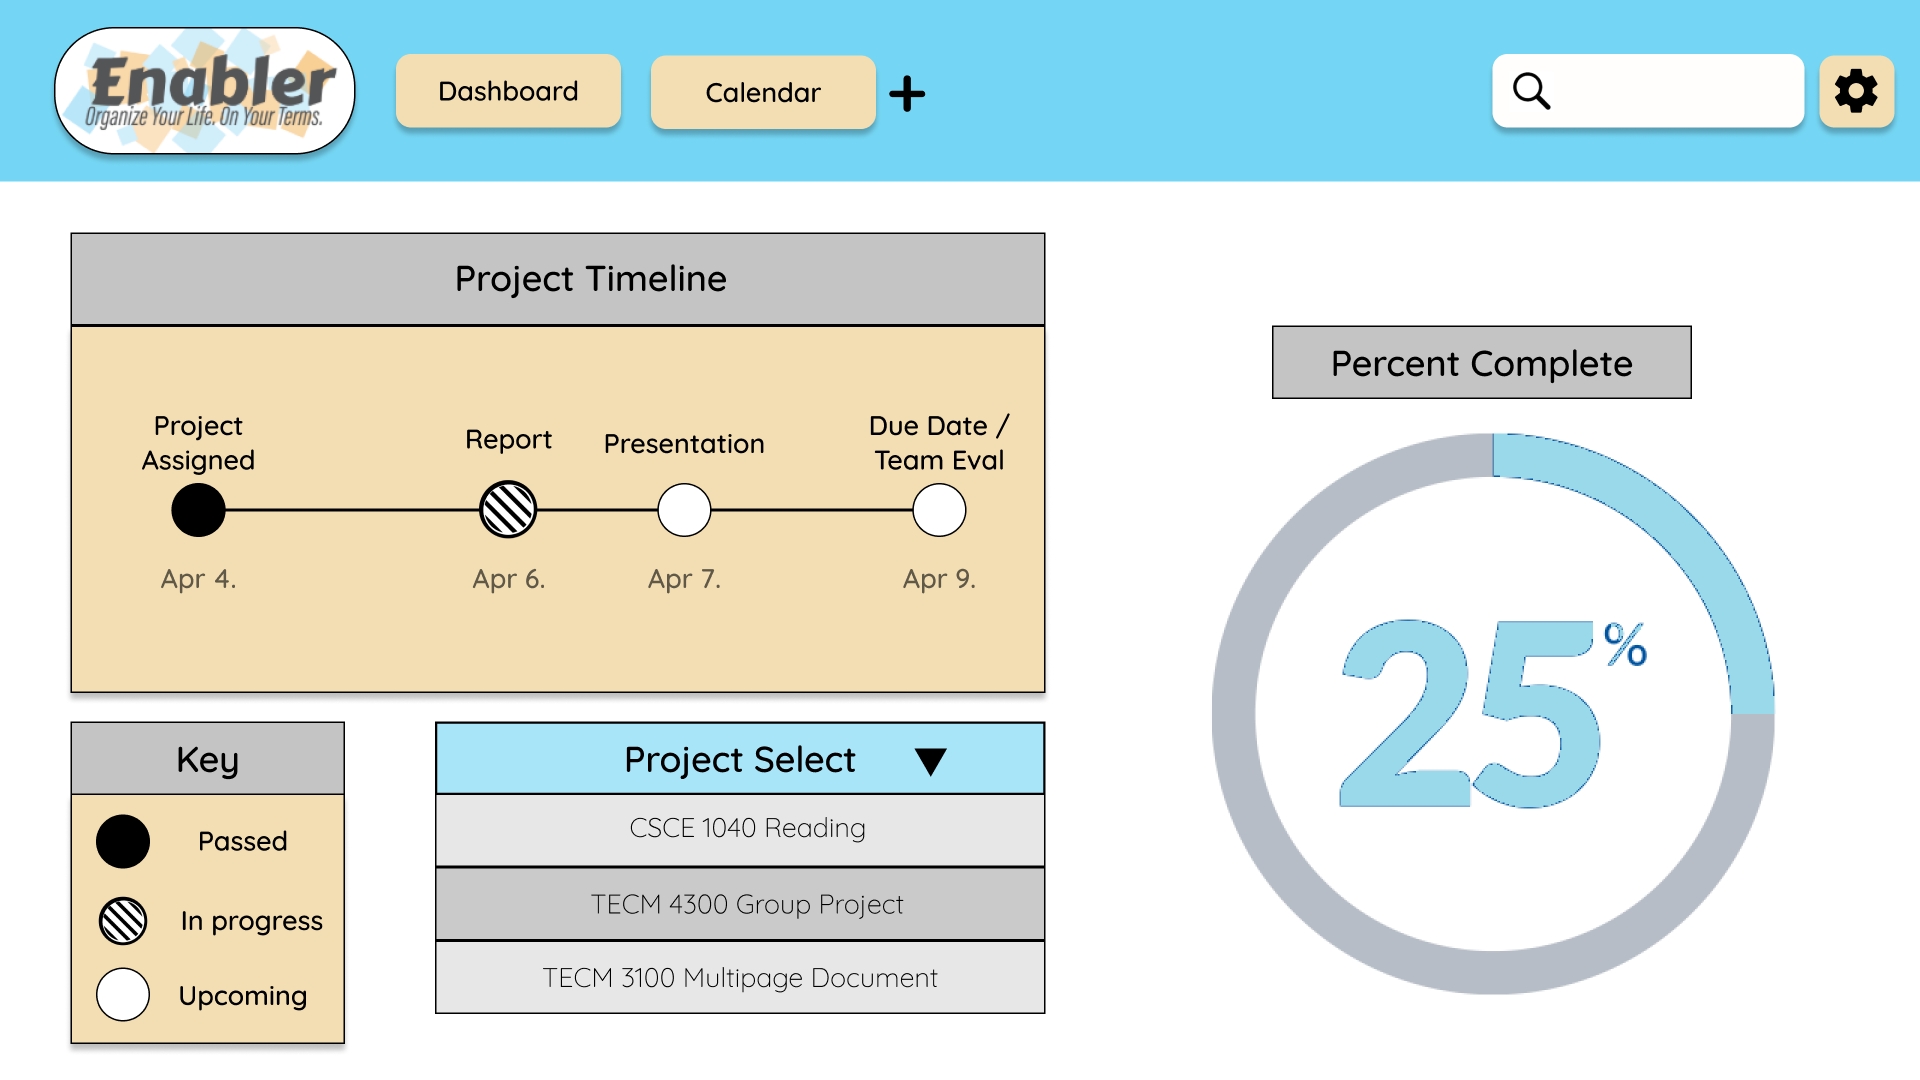 Enabler
Organize Your Life. On Your Terms.
Dashboard
Calendar
Project Timeline
Project
Assigned
Report
Presentation
Due Date /
Team Eval
Apr 4.
Apr 6.
Apr 7.
Apr 9.
Percent Complete
25%
Key
Passed
In progress
Upcoming
Project Select
CSCE 1040 Reading
TECM 4300 Group Project
TECM 3100 Multipage Document